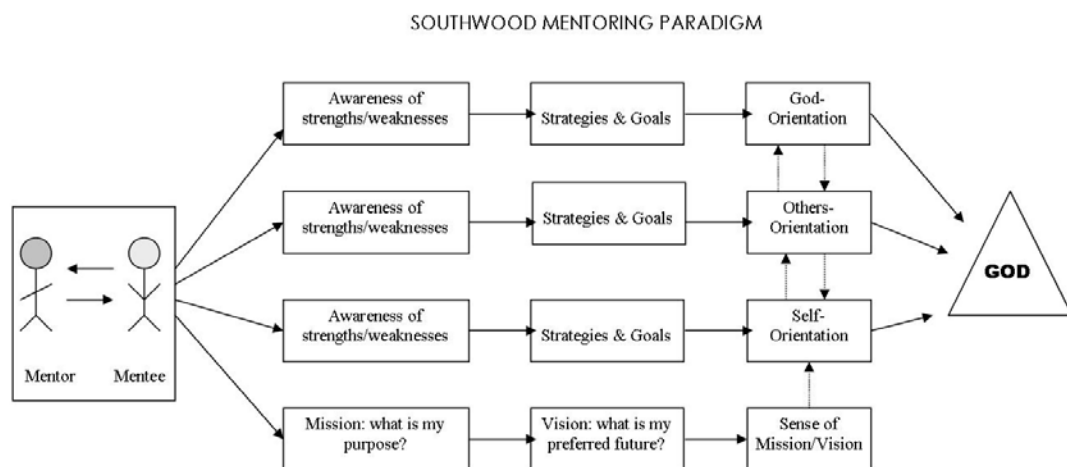 SOUTHWOOD MENTORING PARADIGM
Awareness of
strengths/weaknesses
Strategies & Goals
God-
Orientation
Awareness of
strengths/weaknesses
Strategies & Goals
Others-
Orientation
GOD
Awareness of
strengths/weaknesses
Strategies & Goals
Self-
Orientation
Mentor
Mentee
Mission: what is my
purpose?
Vision: what is my
preferred future?
Sense of
Mission/Vision